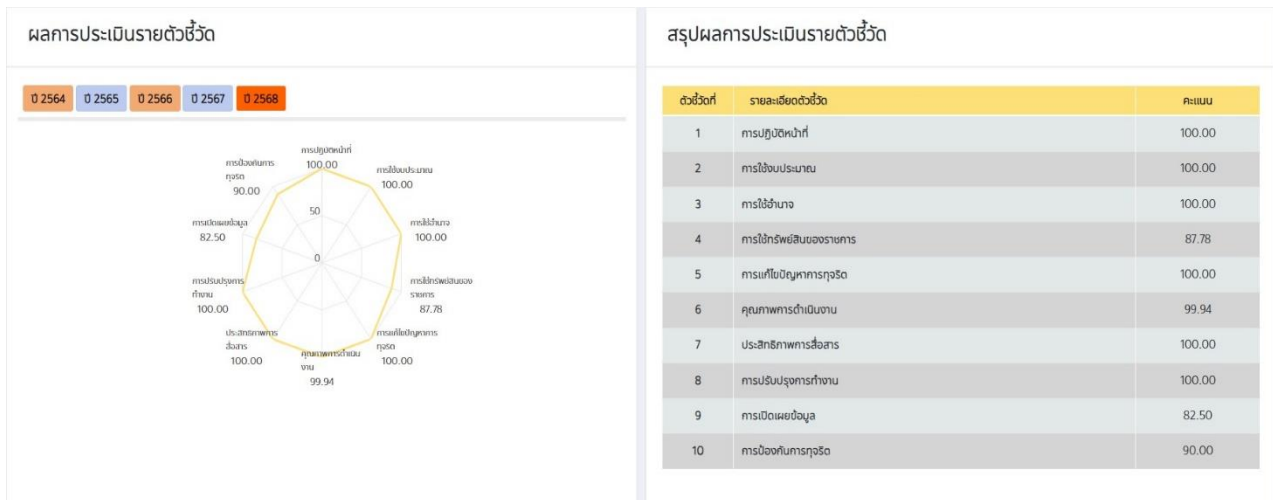 ผลการประเมินรายตัวชี้วัด
ปี 2564 ปี 2565 ปี 2566 ปี 2567 ปี 2568
การปฏิบัติหน้าที่
100.00
การใช้งบประมาณ
100.00
การใช้อำนาจ
100.00
การใช้ทรัพย์สินของ
ราชการ
87.78
การแก้ไขปัญหาการ
ทุจริต
100.00
คุณภาพการดำเนิน
งาน
99.94
ประสิทธิภาพการ
สื่อสาร
100.00
การปรับปรุงการ
ทำงาน
100.00
การเปิดเผยข้อมูล
82.50
การป้องกันการ
ทุจริต
90.00
50
0
สรุปผลการประเมินรายตัวชี้วัด
ตัวชี้วัดที่ รายละเอียดตัวชี้วัด คะแนน
1 การปฏิบัติหน้าที่ 100.00
2 การใช้งบประมาณ 100.00
3 การใช้อำนาจ 100.00
4 การใช้ทรัพย์สินของราชการ 87.78
5 การแก้ไขปัญหาการทุจริต 100.00
6 คุณภาพการดำเนินงาน 99.94
7 ประสิทธิภาพการสื่อสาร 100.00
8 การปรับปรุงการทำงาน 100.00
9 การเปิดเผยข้อมูล 82.50
10 การป้องกันการทุจริต 90.00